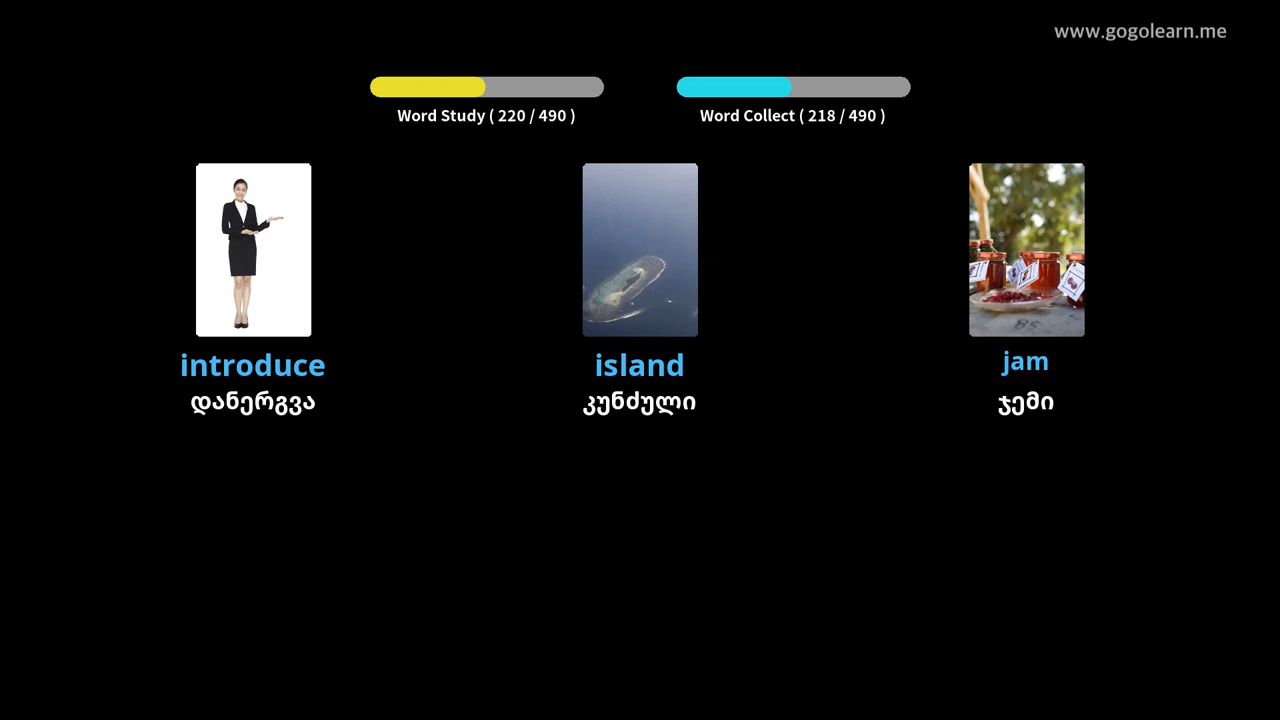 www.gogolearn.me
Word Study ( 220 / 490 )
Word Collect ( 218 / 490 )
introduce
island
jam
დანერგვა
კუნძული
ჯემი